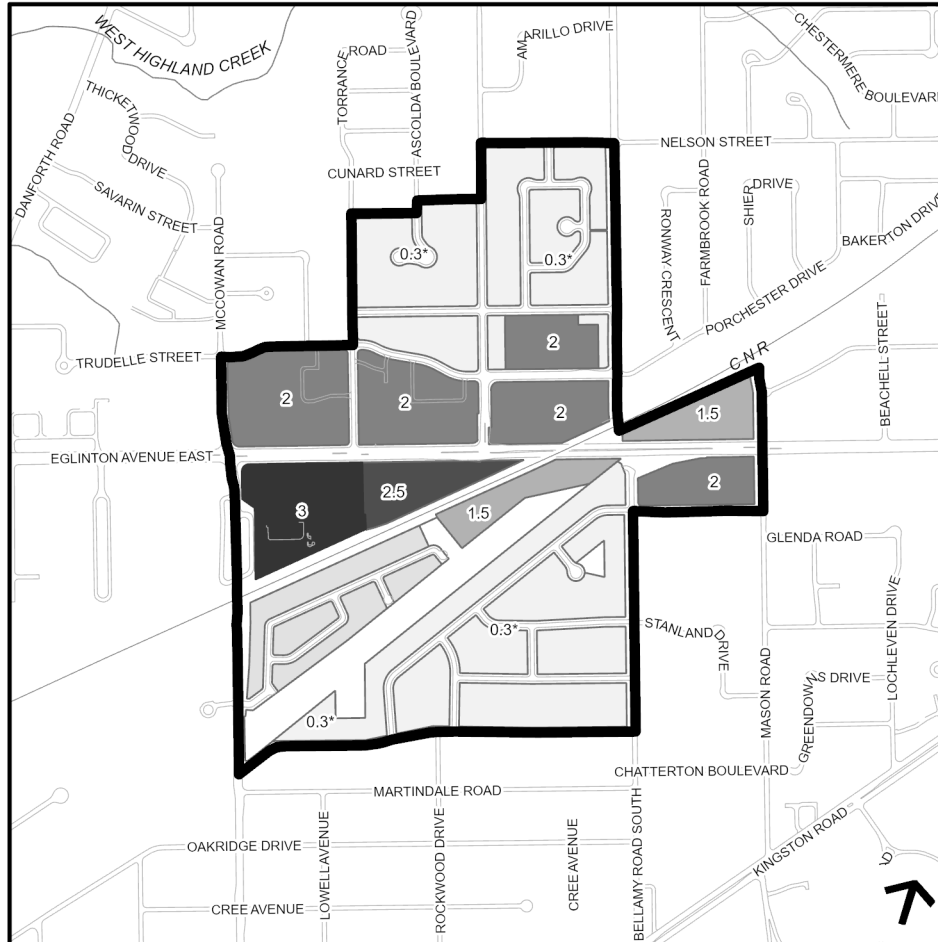 WEST HIGHLAND CREEK
CHESTERMERE BOULEVARD
AMARILLO DRIVE
TORRANCE ROAD
ASCOLDA BOULEVARD
DANFORTH ROAD
THICKETWOOD DRIVE
SAVARIN STREET
CUNARD STREET
NELSON STREET
MCCOWAN ROAD
RONWAY CRESCENT
FARMBROOK ROAD
SHIER DRIVE
BAKERTON DRIVE
PORCHESTER DRIVE
0.3*
0.3*
TRUDELLE STREET
2
CNR
BEACHELL STREET
2
2
2
1.5
EGLINTON AVENUE EAST
3
2.5
1.5
2
GLENDA ROAD
STANLAND DRIVE
0.3*
LOCHLEVEN DRIVE
GREENDOWNS DRIVE
MASON ROAD
0.3*
CHATTERTON BOULEVARD
MARTINDALE ROAD
OAKRIDGE DRIVE
LOWELL AVENUE
ROCKWOOD DRIVE
CREE AVENUE
BELLAMY ROAD SOUTH
KINGSTON ROAD
CREE AVENUE